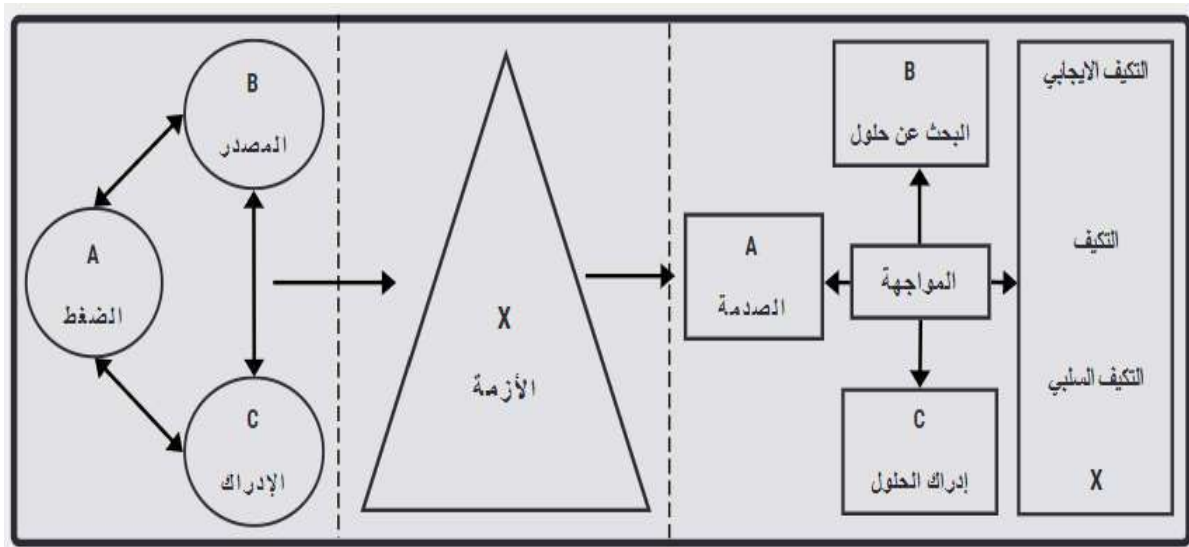 B
المصدر
A
الضغط
C
الإدراك
X
الأزمة
B
البحث عن حلول
A
الصدمة
المواجهة
C
إدراك الحلول
التكيف الايجابي
التكيف
التكيف السلبي
X